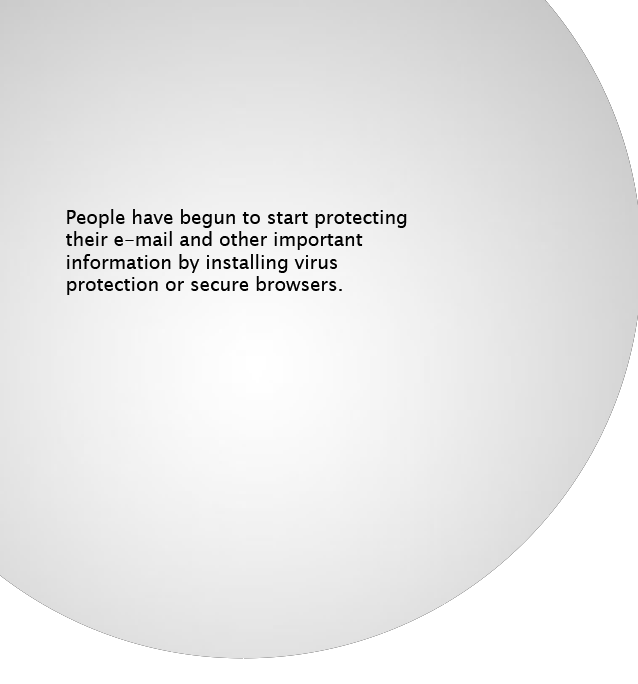 People have begun to start protecting
their e-mail and other important
information by installing virus
protection or secure browsers.